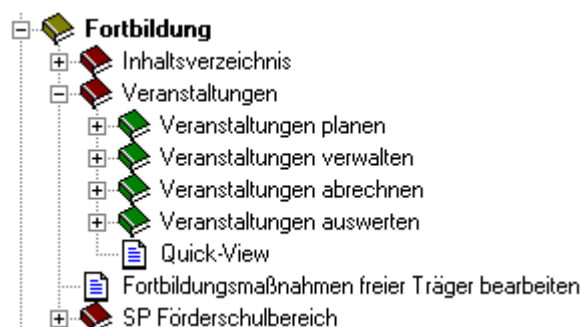 Fortbildung
Inhaltsverzeichnis
Veranstaltungen
Veranstaltungen planen
Veranstaltungen verwalten
Veranstaltungen abrechnen
Veranstaltungen auswerten
Quick-View
Fortbildungsmaßnahmen freier Träger bearbeiten
SP Förderschulbereich